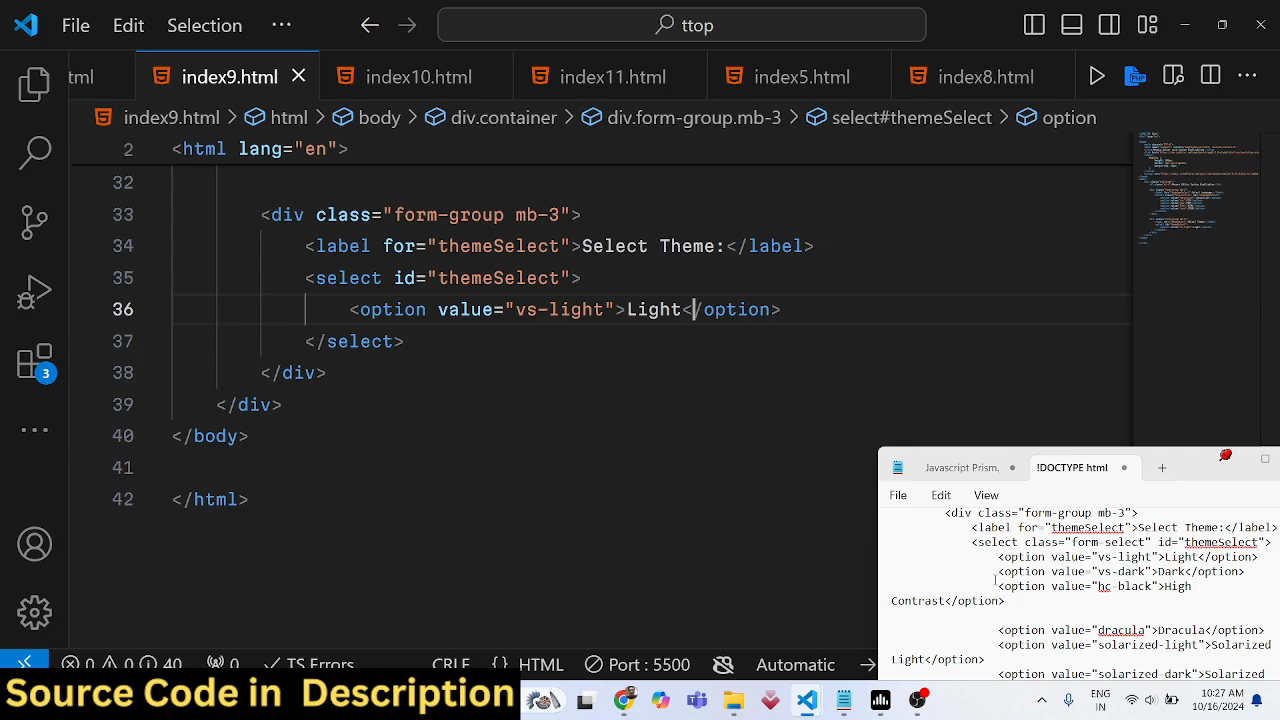 File Edit Selection ... ttop
tml index9.html index10.html index11.html index5.html index8.html
index9.html > html > body > div.container > div.form-group.mb-3 > select#themeSelect > option
2 <html lang="en">
32
33 <div class="form-group mb-3">
34 <label for="themeSelect">Select Theme:</label>
35 <select id="themeSelect">
36 <option value="vs-light">Light</option>
37 </select>
38 </div>
39 </div>
40 </body>
41
42 </html>
3
Javascript Prism. !DOCTYPE html
File Edit View
<div class="form-group mb-3">
<label for="themeSelect">Select Theme:</label>
<select class="form-select" id="themeSelect">
<option value="vs-light">Light</option>
<option value="vs-dark">Dark</option>
<option value="hc-black">High
Contrast</option>
<option value="dracula">Dracula</option>
<option value="solarized-light">Solarized
Light</option>
<option value="solarized-dark">Solarized
0 0 40 0 TS Errors CRLF {} HTML Port : 5500 Automatic
Source Code in Description
ENG
IN
10:27 AM
10/16/2024